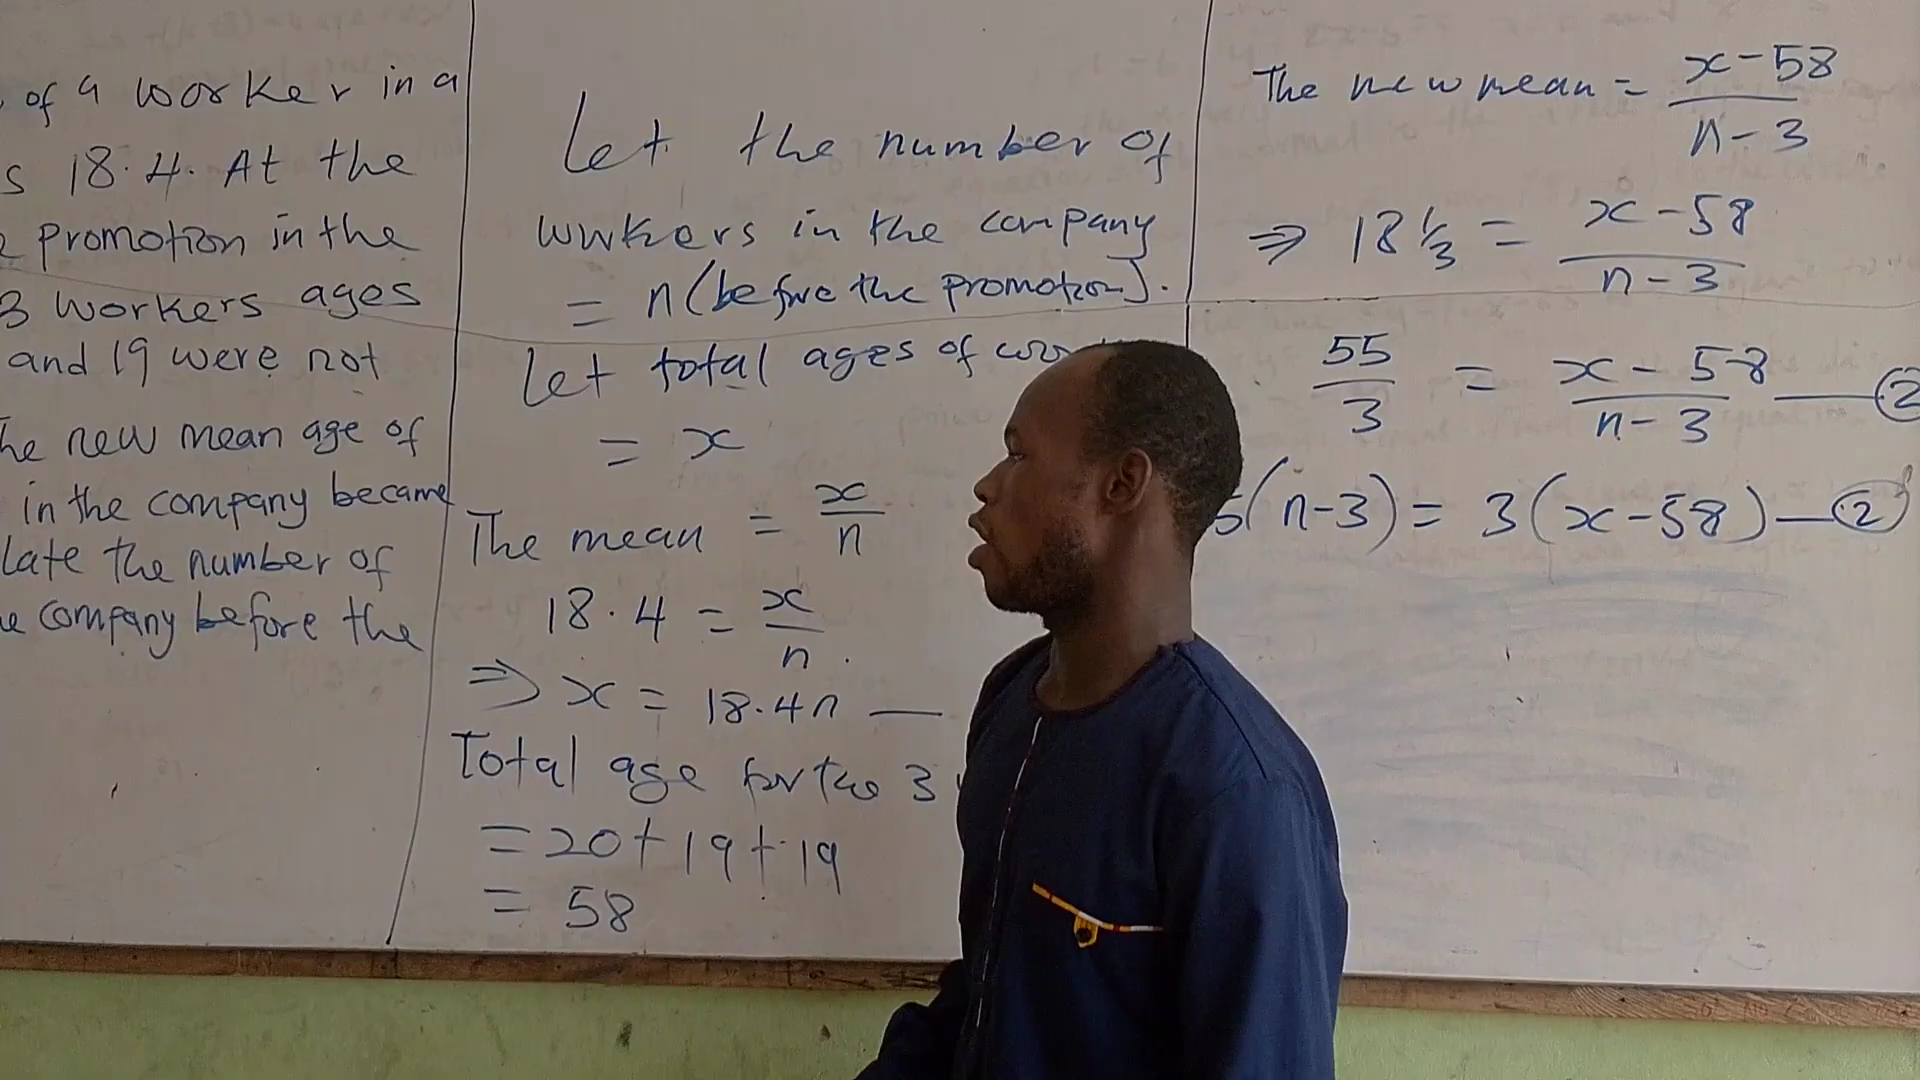 of a worker in a
s 18.4. At the
promotion in the
3 workers ages
and 19 were not
he new mean age of
in the company became
late the number of
e company before the
Let the number of
workers in the company
= n (before the promotion).
Let total ages of
= x
The mean = x/n
18.4 = x/n.
⇒ x = 18.4n —
Total age for the 3
= 20 + 19 + 19
= 58
The new mean = x-58/n-3
⇒ 18 1/3 = x-58/n-3
55/3 = x-58/n-3 — 2
(n-3) = 3(x-58) — 2